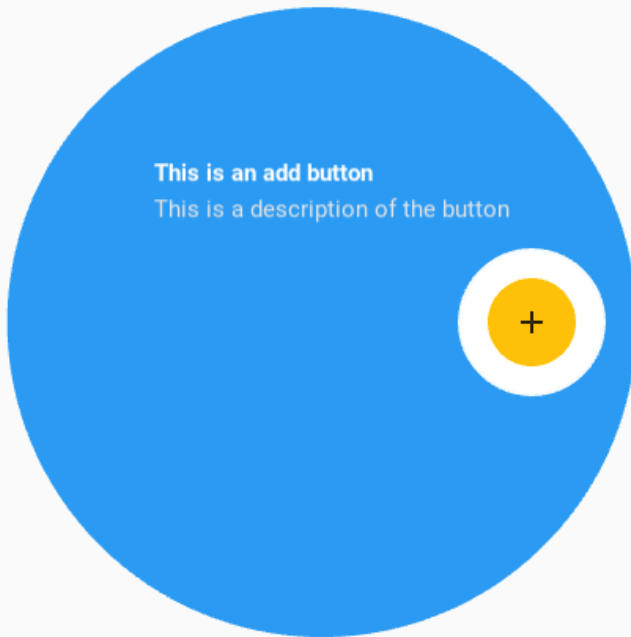 This is an add button
This is a description of the button
+